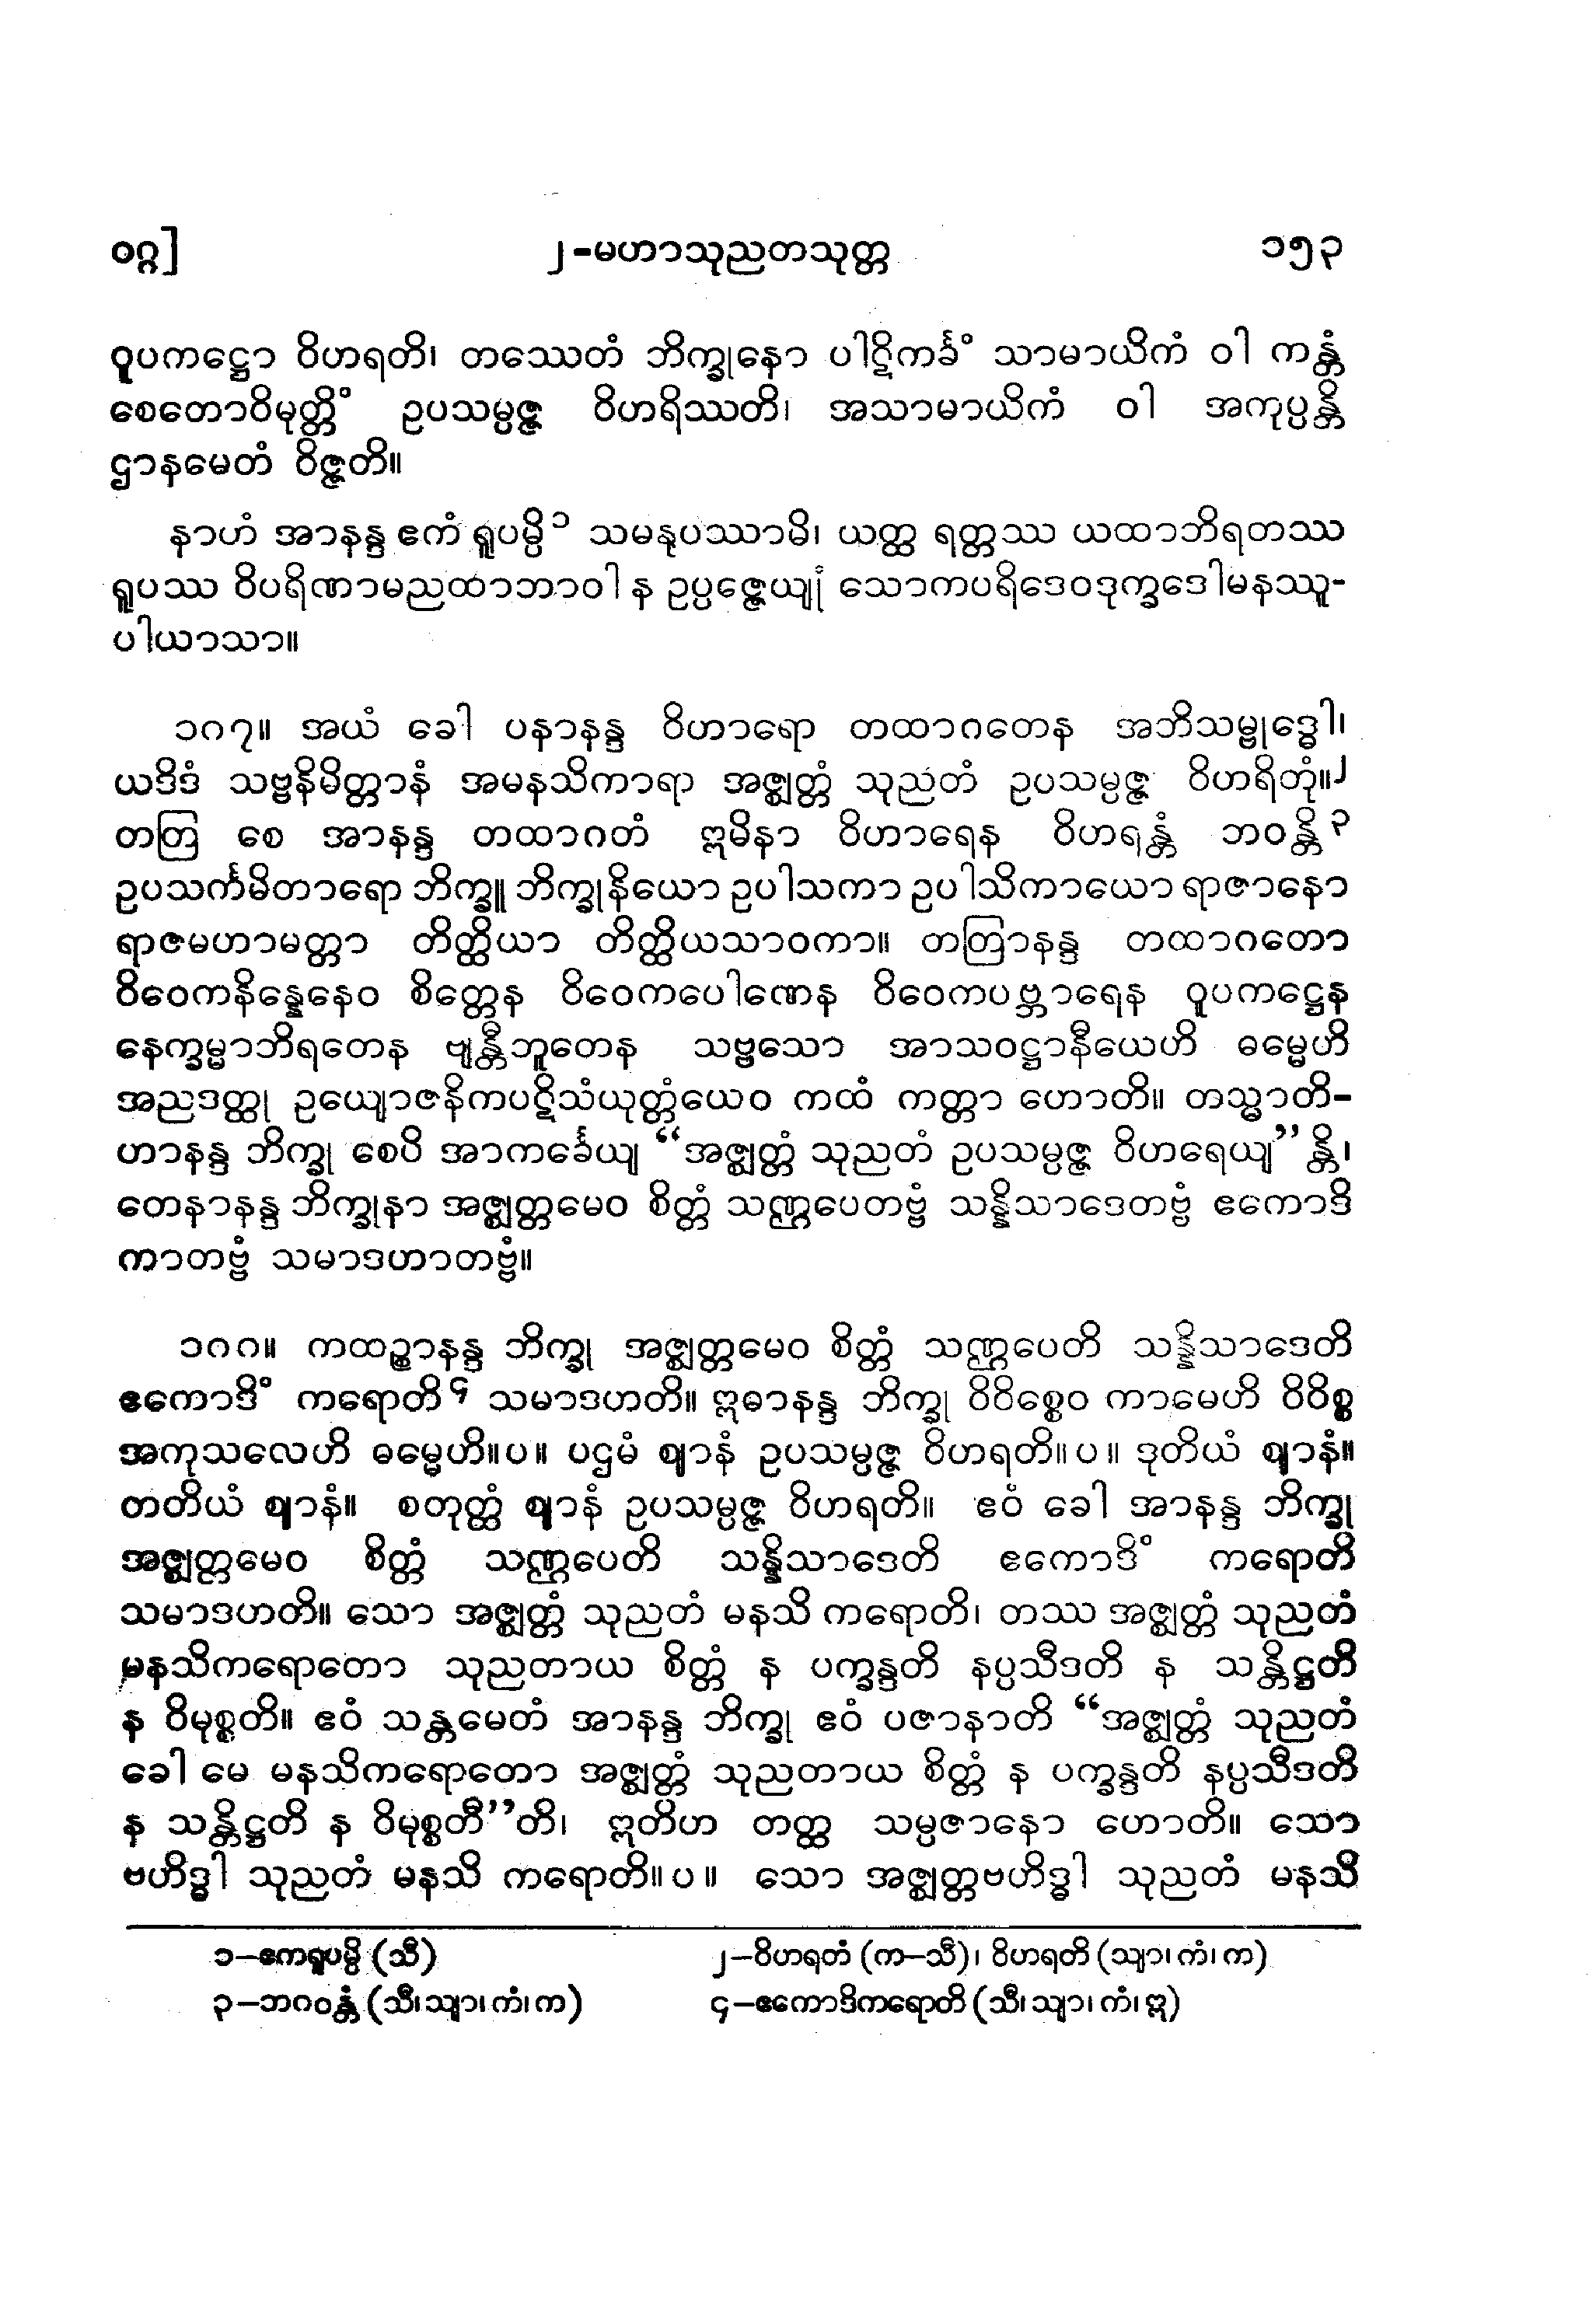 ၀ဂ္ဂ] ၂-မဟာသုညတသုတ္တ ၁၅၃
ဝူပကဋ္ဌော ဝိဟရတိ၊ တဿေတံ ဘိက္ခုနော ပါဋိကင်္ခံ သာမာယိကံ ဝါ ကန္တံ
စေတောဝိမုတ္တိံ ဥပသမ္ပဇ္ဇ ဝိဟရိဿတိ၊ အသာမာယိကံ ဝါ အကုပ္ပန္တိ
ဌာနမေတံ ဝိဇ္ဇတိ။
နာဟံ အာနန္ဒ ဧကံ ရူပမ္ပိ ၁ သမနုပဿာမိ၊ ယတ္ထ ရတ္တဿ ယထာဘိရတဿ
ရူပဿ ဝိပရိဏာမညထာဘာဝါ န ဥပ္ပဇ္ဇေယျုံ သောကပရိဒေဝဒုက္ခဒေါမနဿူ-
ပါယာသာ။
၁ဂ၇။ အယံ ခေါ ပနာနန္ဒ ဝိဟာရော တထာဂတေန အဘိသမ္ဗုဒ္ဓေါ၊
ယဒိဒံ သဗ္ဗနိမိတ္တာနံ အမနသိကာရာ အဇ္ဈတ္တံ သုညတံ ဥပသမ္ပဇ္ဇ ဝိဟရိတုံ။၂
တတြ စေ အာနန္ဒ တထာဂတံ ဣမိနာ ဝိဟာရေန ဝိဟရန္တံ ဘဝန္တိ ၃
ဥပသင်္ကမိတာရော ဘိက္ခူ ဘိက္ခုနိယော ဥပါသကာ ဥပါသိကာယော ရာဇာနော
ရာဇမဟာမတ္တာ တိတ္ထိယာ တိတ္ထိယသာဝကာ။ တတြာနန္ဒ တထာဂတော
ဝိဝေကနိန္နေနေဝ စိတ္တေန ဝိဝေကပေါဏေန ဝိဝေကပဗ္ဘာရေန ဝူပကဋ္ဌေန
နေက္ခမ္မာဘိရတေန ဗျန္တီဘူတေန သဗ္ဗသော အာသဝဋ္ဌာနီယေဟိ ဓမ္မေဟိ
အညဒတ္ထု ဥယျောဇနိကပဋိသံယုတ္တံယေဝ ကထံ ကတ္တာ ဟောတိ။ တသ္မာတိ-
ဟာနန္ဒ ဘိက္ခု စေပိ အာကင်္ခေယျ “အဇ္ဈတ္တံ သုညတံ ဥပသမ္ပဇ္ဇ ဝိဟရေယျ”န္တိ၊
တေနာနန္ဒ ဘိက္ခုနာ အဇ္ဈတ္တမေဝ စိတ္တံ သဏ္ဌပေတဗ္ဗံ သန္နိသာဒေတဗ္ဗံ ဧကောဒိ
ကာတဗ္ဗံ သမာဒဟာတဗ္ဗံ။
၁ဂဂ။ ကထဉ္စာနန္ဒ ဘိက္ခု အဇ္ဈတ္တမေဝ စိတ္တံ သဏ္ဌပေတိ သန္နိသာဒေတိ
ဧကောဒိံ ကရောတိ ၄ သမာဒဟတိ။ ဣဓာနန္ဒ ဘိက္ခု ဝိဝိစ္စေဝ ကာမေဟိ ဝိဝိစ္စ
အကုသလေဟိ ဓမ္မေဟိ။ပ။ ပဌမံ ဈာနံ ဥပသမ္ပဇ္ဇ ဝိဟရတိ။ပ။ ဒုတိယံ ဈာနံ။
တတိယံ ဈာနံ။ စတုတ္ထံ ဈာနံ ဥပသမ္ပဇ္ဇ ဝိဟရတိ။ ဧဝံ ခေါ အာနန္ဒ ဘိက္ခု
အဇ္ဈတ္တမေဝ စိတ္တံ သဏ္ဌပေတိ သန္နိသာဒေတိ ဧကောဒိံ ကရောတိ
သမာဒဟတိ။ သော အဇ္ဈတ္တံ သုညတံ မနသိ ကရောတိ၊ တဿ အဇ္ဈတ္တံ သုညတံ
မနသိကရောတော သုညတာယ စိတ္တံ န ပက္ခန္ဒတိ နပ္ပသီဒတိ န သန္တိဋ္ဌတိ
န ဝိမုစ္စတိ။ ဧဝံ သန္တမေတံ အာနန္ဒ ဘိက္ခု ဧဝံ ပဇာနာတိ “အဇ္ဈတ္တံ သုညတံ
ခေါ မေ မနသိကရောတော အဇ္ဈတ္တံ သုညတာယ စိတ္တံ န ပက္ခန္ဒတိ နပ္ပသီဒတိ
န သန္တိဋ္ဌတိ န ဝိမုစ္စတီ”တိ၊ ဣတိဟ တတ္ထ သမ္ပဇာနော ဟောတိ။ သော
ဗဟိဒ္ဓါ သုညတံ မနသိ ကရောတိ။ပ။ သော အဇ္ဈတ္တဗဟိဒ္ဓါ သုညတံ မနသိ
၁–ဧကရူပမ္ပိ (သီ) ၂–ဝိဟရတံ (က–သီ)၊ ဝိဟရတိ (သျာ၊ကံ၊က)
၃–ဘဂဝန္တံ (သီ၊သျာ၊ကံ၊က) ၄–ဧကောဒိကရောတိ (သီ၊သျာ၊ကံ၊ဣ)